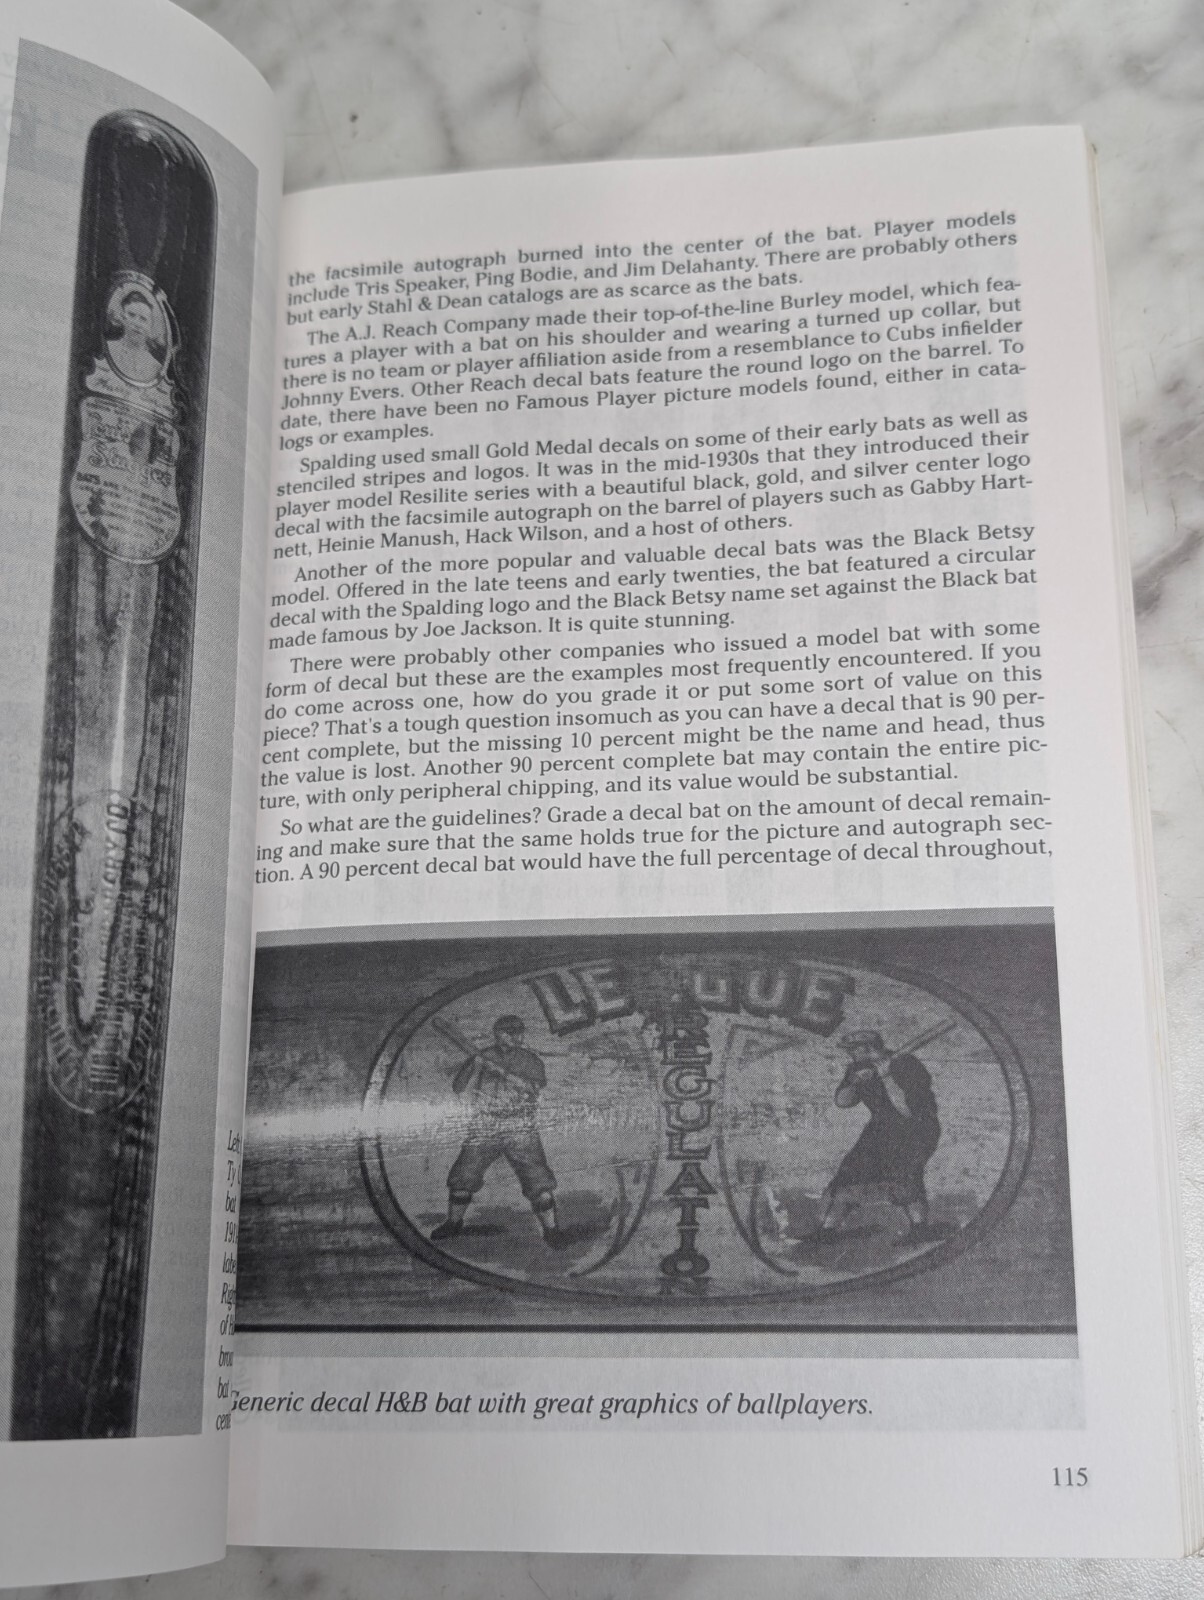 the facsimile autograph burned into the center of the bat. Player models
include Tris Speaker, Ping Bodie, and Jim Delahanty. There are probably others
but early Stahl & Dean catalogs are as scarce as the bats.
The A.J. Reach Company made their top-of-the-line Burley model, which fea-
tures a player with a bat on his shoulder and wearing a turned up collar, but
there is no team or player affiliation aside from a resemblance to Cubs infielder
Johnny Evers. Other Reach decal bats feature the round logo on the barrel. To
date, there have been no Famous Player picture models found, either in cata-
logs or examples.
Spalding used small Gold Medal decals on some of their early bats as well as
stenciled stripes and logos. It was in the mid-1930s that they introduced their
player model Resilite series with a beautiful black, gold, and silver center logo
decal with the facsimile autograph on the barrel of players such as Gabby Hart-
nett, Heinie Manush, Hack Wilson, and a host of others.
Another of the more popular and valuable decal bats was the Black Betsy
model. Offered in the late teens and early twenties, the bat featured a circular
decal with the Spalding logo and the Black Betsy name set against the Black bat
made famous by Joe Jackson. It is quite stunning.
There were probably other companies who issued a model bat with some
form of decal but these are the examples most frequently encountered. If you
do come across one, how do you grade it or put some sort of value on this
piece? That's a tough question insomuch as you can have a decal that is 90 per-
cent complete, but the missing 10 percent might be the name and head, thus
the value is lost. Another 90 percent complete bat may contain the entire pic-
ture, with only peripheral chipping, and its value would be substantial.
So what are the guidelines? Grade a decal bat on the amount of decal remain-
ing and make sure that the same holds true for the picture and autograph sec-
tion. A 90 percent decal bat would have the full percentage of decal throughout,
LE GUE
REGULATIO
Generic decal H&B bat with great graphics of ballplayers.
115
Slugger
Ty
bat